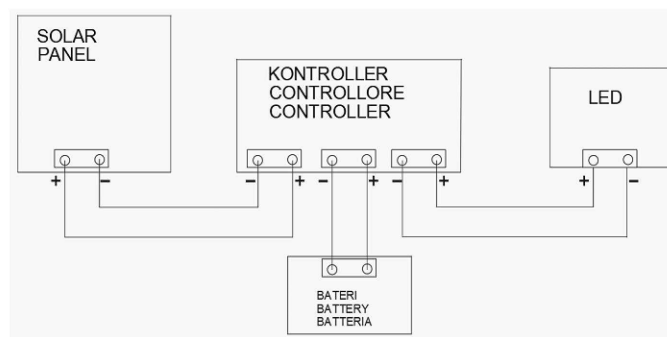 SOLAR
PANEL
KONTROLLER
CONTROLLORE
CONTROLLER
LED
+ −
− + − + − +
+ −
BATERI
BATTERY
BATTERIA